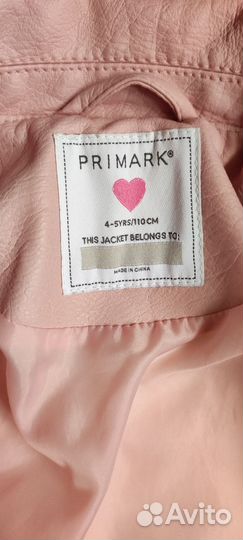 PRIMARK®
4-5YRS/110CM
THIS JACKET BELONGS TO:
MADE IN CHINA
Avito